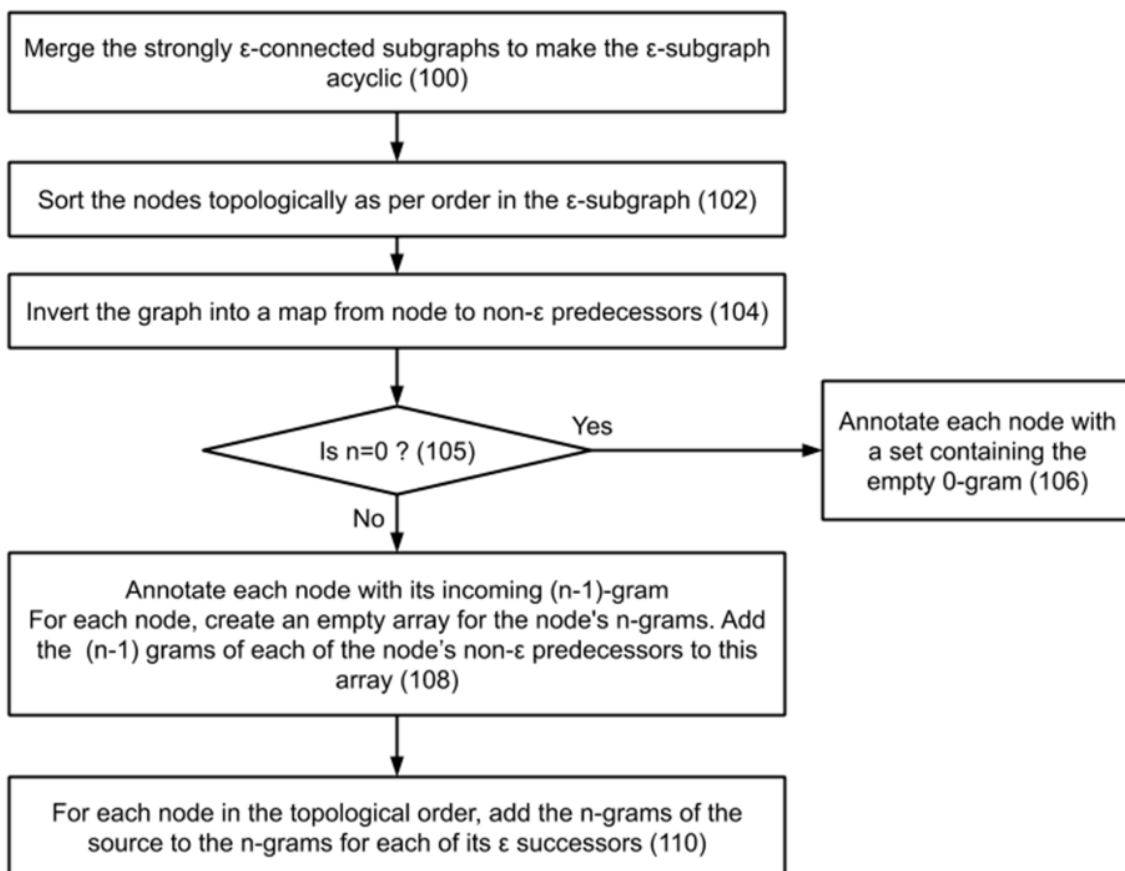 Merge the strongly ε-connected subgraphs to make the ε-subgraph
acyclic (100)
Sort the nodes topologically as per order in the ε-subgraph (102)
Invert the graph into a map from node to non-ε predecessors (104)
Is n=0 ? (105)
Yes
Annotate each node with
a set containing the
empty 0-gram (106)
No
Annotate each node with its incoming (n-1)-gram
For each node, create an empty array for the node's n-grams. Add
the (n-1) grams of each of the node’s non-ε predecessors to this
array (108)
For each node in the topological order, add the n-grams of the
source to the n-grams for each of its ε successors (110)